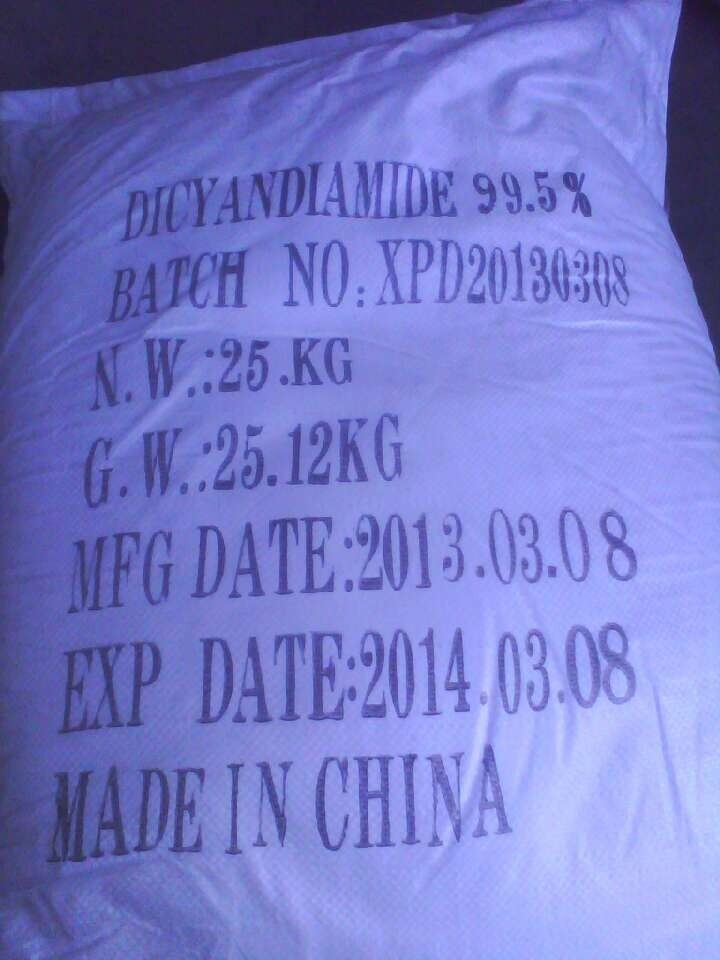 DICYANDIAMIDE 99.5%
BATCH NO:XPD20130308
N.W.:25.KG
G.W.:25.12KG
MFG DATE:2013.03.08
EXP DATE:2014.03.08
MADE IN CHINA